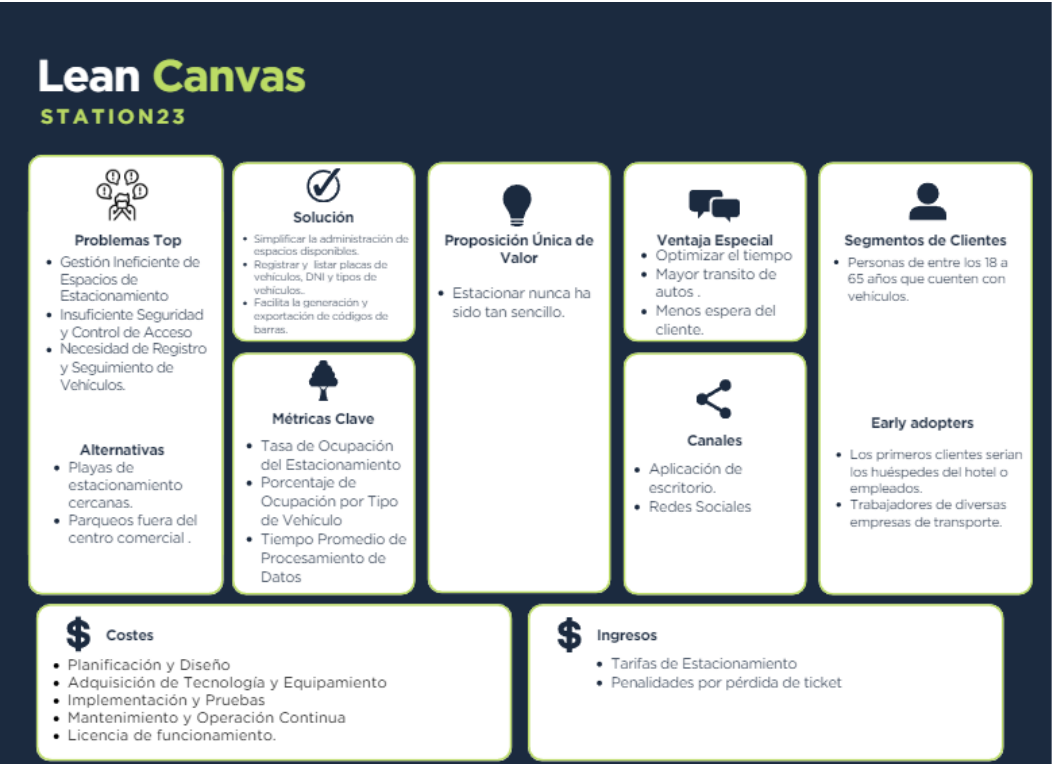 Lean Canvas
STATION23
Problemas Top
• Gestión Ineficiente de
Espacios de
Estacionamiento
• Insuficiente Seguridad
y Control de Acceso
• Necesidad de Registro
y Seguimiento de
Vehículos.
Alternativas
• Playas de
estacionamiento
cercanas.
• Parqueos fuera del
centro comercial .
Solución
• Simplificar la administración de
espacios disponibles.
• Registrar y listar placas de
vehículos, DNI y tipos de
vehículos..
• Facilita la generación y
exportación de códigos de
barras.
Métricas Clave
• Tasa de Ocupación
del Estacionamiento
• Porcentaje de
Ocupación por Tipo
de Vehículo
• Tiempo Promedio de
Procesamiento de
Datos
Proposición Única de
Valor
• Estacionar nunca ha
sido tan sencillo.
Ventaja Especial
• Optimizar el tiempo
• Mayor transito de
autos .
• Menos espera del
cliente.
Canales
• Aplicación de
escritorio.
• Redes Sociales
Segmentos de Clientes
• Personas de entre los 18 a
65 años que cuenten con
vehículos.
Early adopters
• Los primeros clientes serian
los huéspedes del hotel o
empleados.
• Trabajadores de diversas
empresas de transporte.
$ Costes
• Planificación y Diseño
• Adquisición de Tecnología y Equipamiento
• Implementación y Pruebas
• Mantenimiento y Operación Continua
• Licencia de funcionamiento.
$ Ingresos
• Tarifas de Estacionamiento
• Penalidades por pérdida de ticket